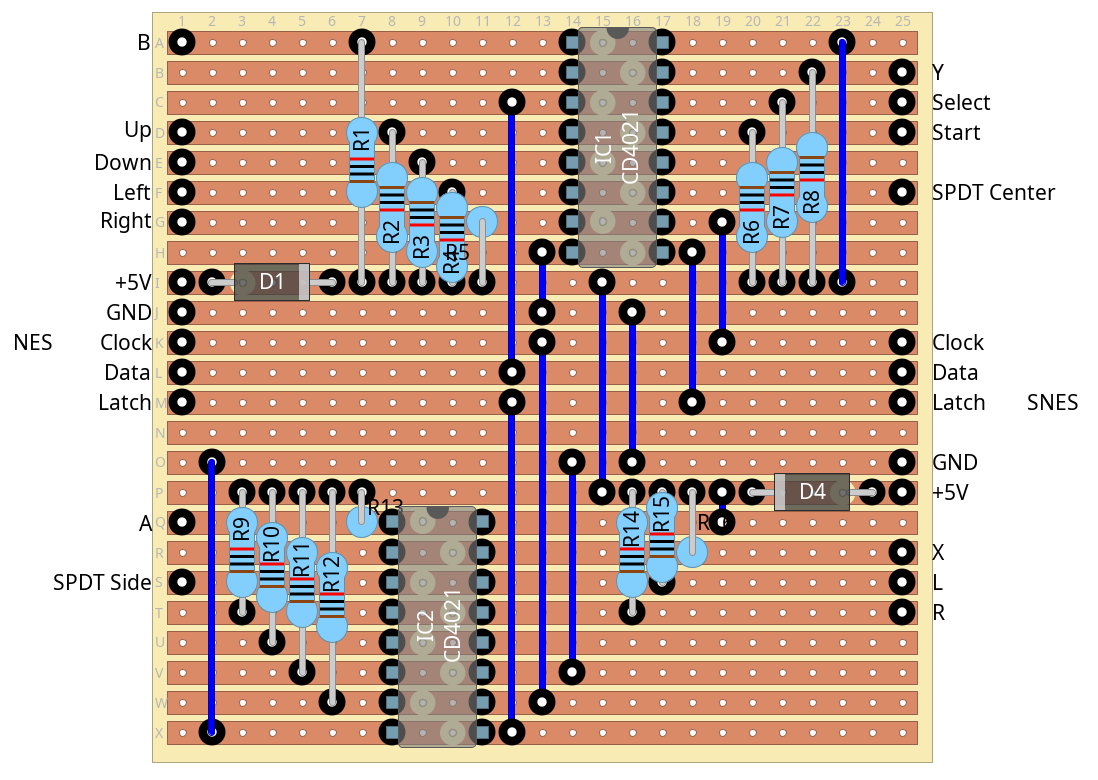 1 2 3 4 5 6 7 8 9 10 11 12 13 14 15 16 17 18 19 20 21 22 23 24 25
B A
B Y
C Select
Up D Start
Down E
Left F SPDT Center
Right G
H
+5V I
GND J
NES Clock K Clock
Data L Data
Latch M Latch SNES
N
O GND
P +5V
A Q
R X
SPDT Side S L
T R
U
V
W
X
R1
R2
R3
R4
R5
D1
IC1
CD4021
R6
R7
R8
R9
R10
R11
R12
R13
IC2
CD4021
R14
R15
R
D4